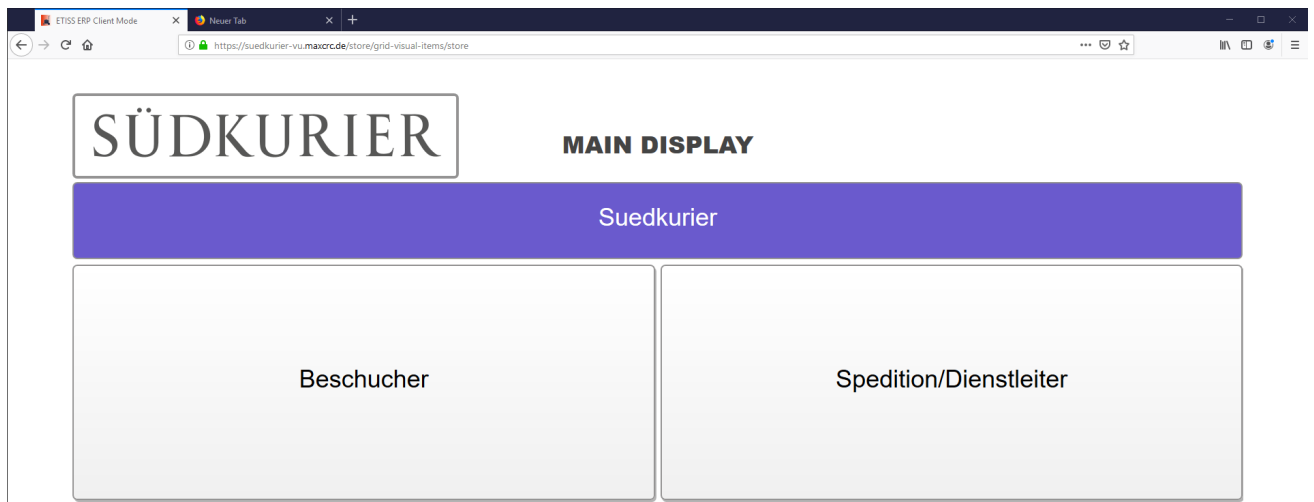 ETISS ERP Client Mode
Neuer Tab
https://suedkurier-vu.maxcrc.de/store/grid-visual-items/store
SÜDKURIER
MAIN DISPLAY
Suedkurier
Beschucher
Spedition/Dienstleiter